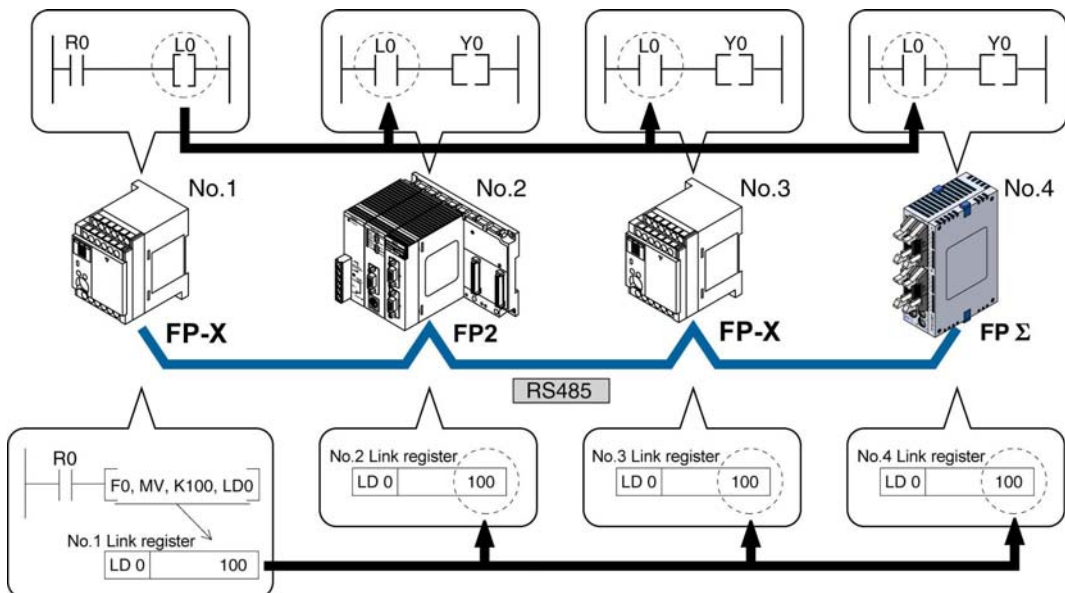 R0 L0
L0 Y0
L0 Y0
L0 Y0
No.1
No.2
No.3
No.4
FP-X
FP2
FP-X
FP Σ
RS485
R0
F0, MV, K100, LD0
No.1 Link register
LD 0 100
No.2 Link register
LD 0 100
No.3 Link register
LD 0 100
No.4 Link register
LD 0 100